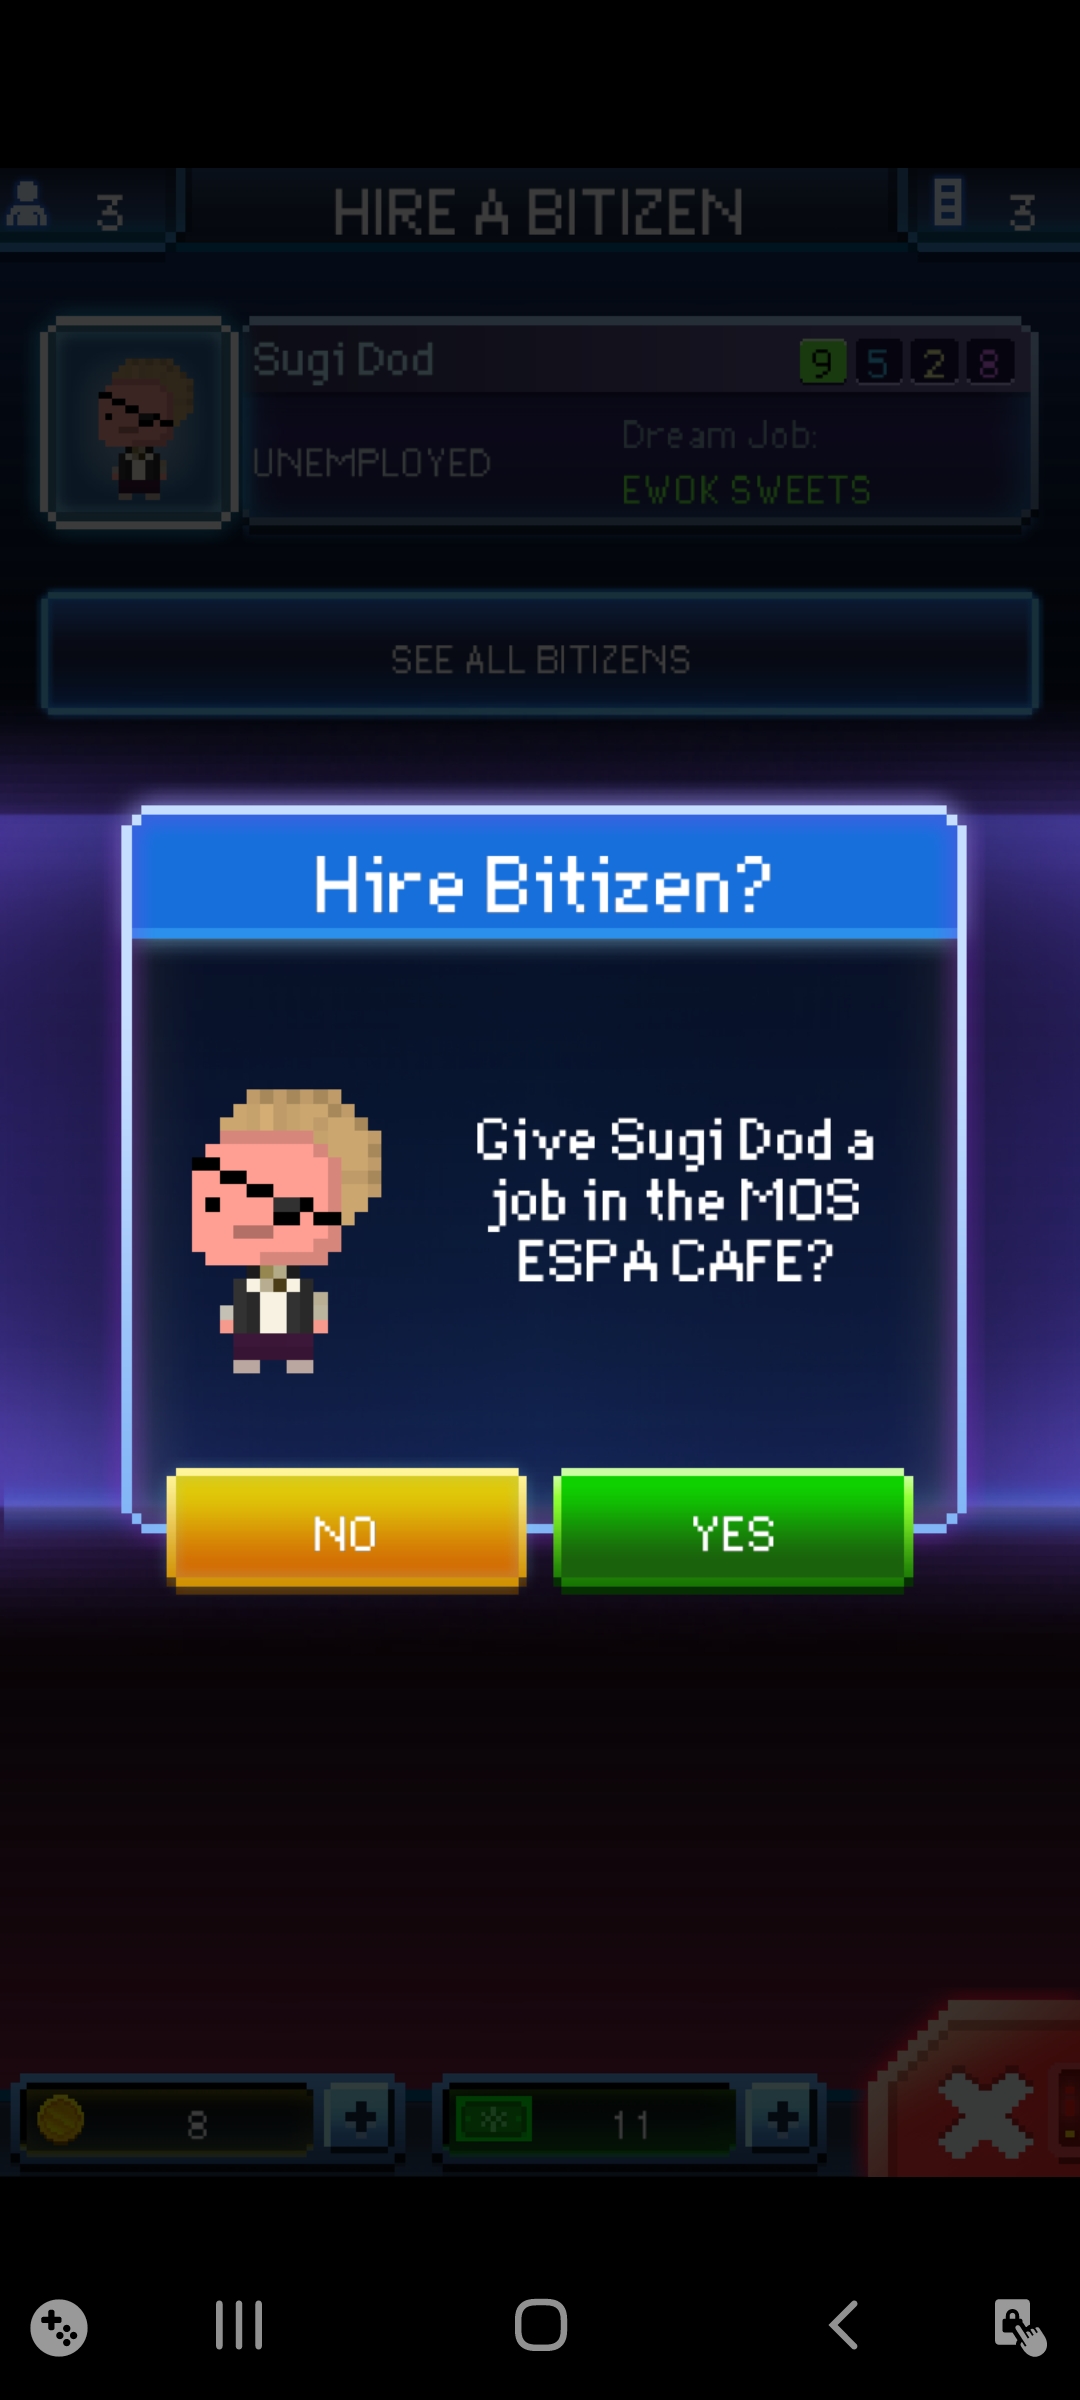 3
HIRE A BITIZEN
3
Sugi Dod
9 5 2 8
UNEMPLOYED
Dream Job:
EWOK SWEETS
SEE ALL BITIZENS
Hire Bitizen?
Give Sugi Dod a
job in the MOS
ESPA CAFE?
NO
YES
8
11